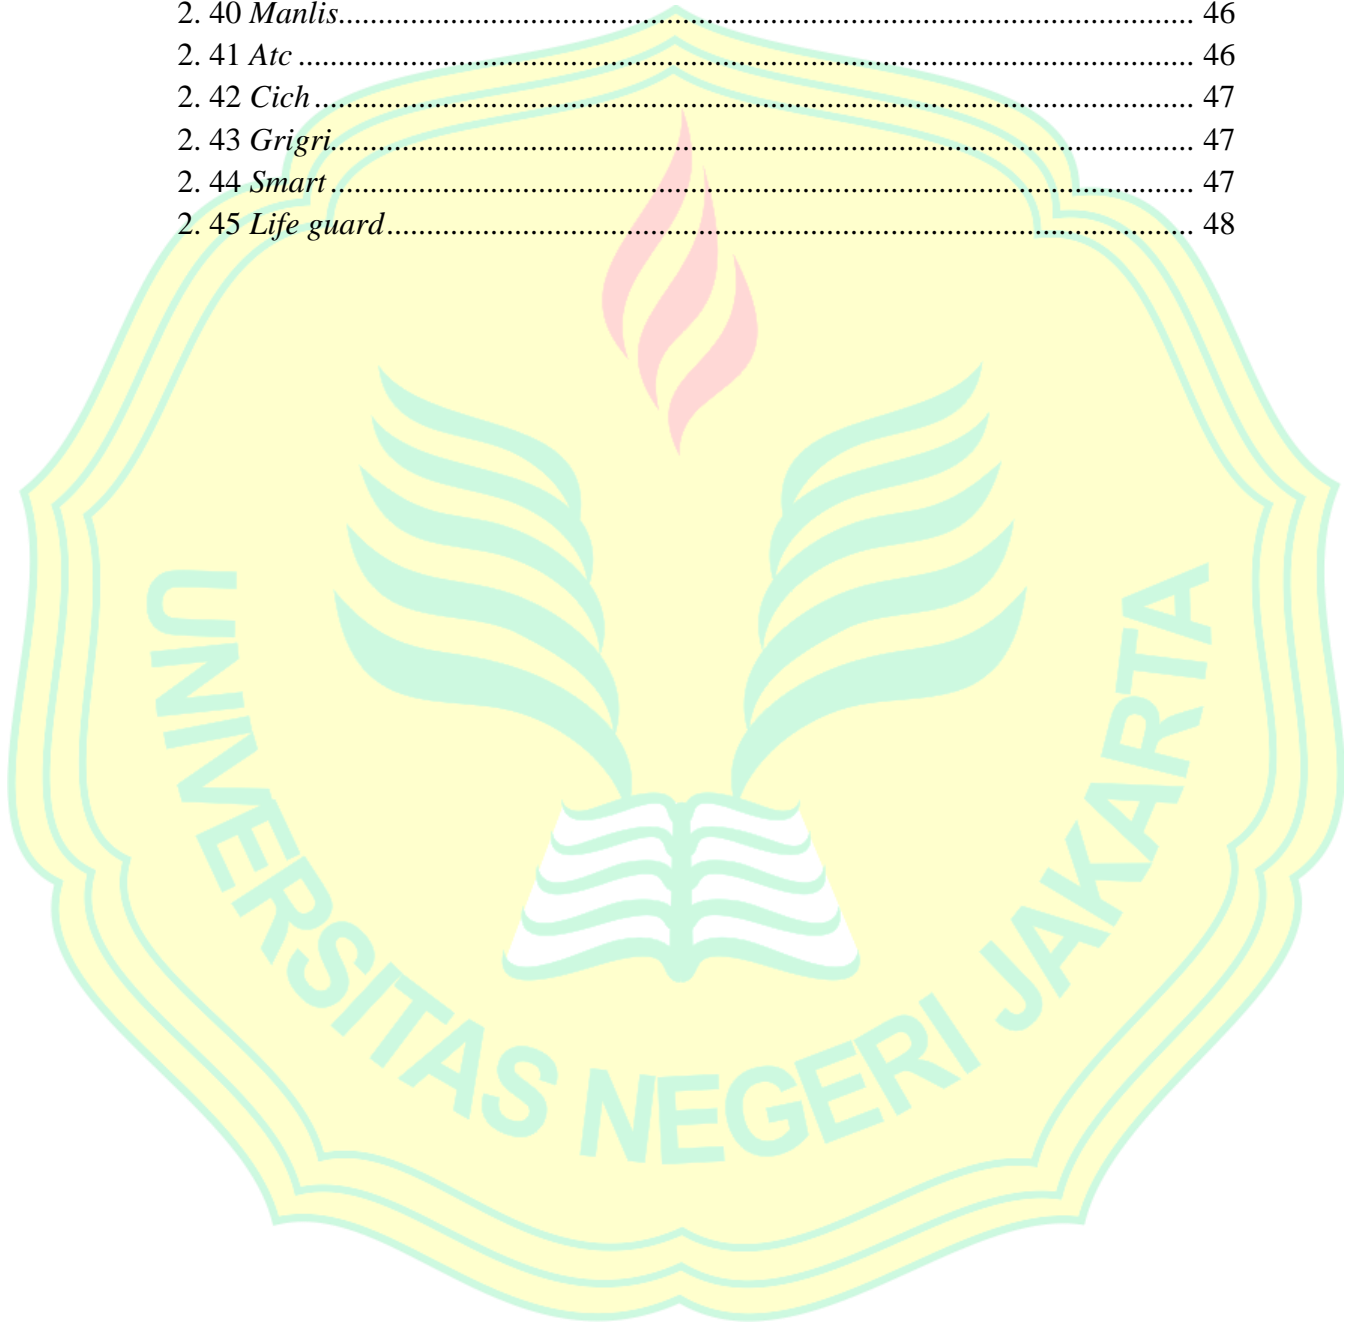 2. 40 Manlis........................................................................................................... 46
2. 41 Atc ................................................................................................................ 46
2. 42 Cich .............................................................................................................. 47
2. 43 Grigri............................................................................................................ 47
2. 44 Smart ............................................................................................................ 47
2. 45 Life guard ..................................................................................................... 48
UNIVERSITAS NEGERI JAKARTA